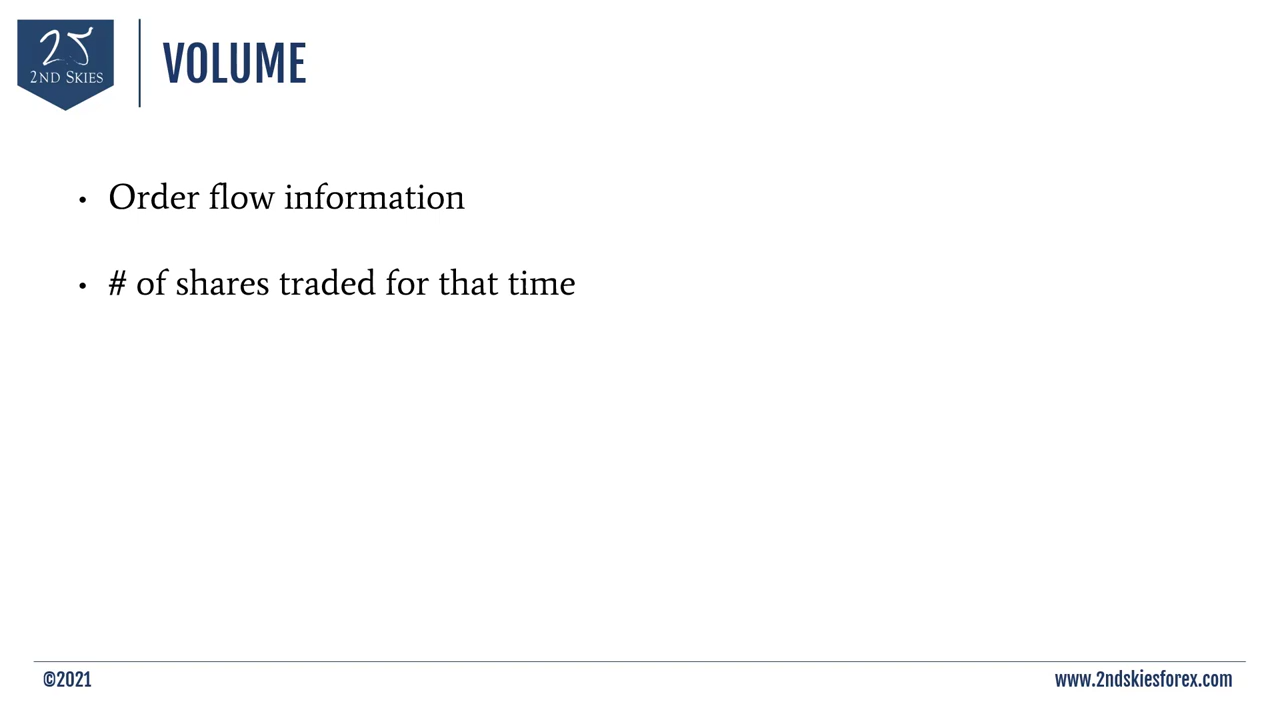 2S
2ND SKIES
VOLUME
• Order flow information
• # of shares traded for that time
©2021
www.2ndskiesforex.com